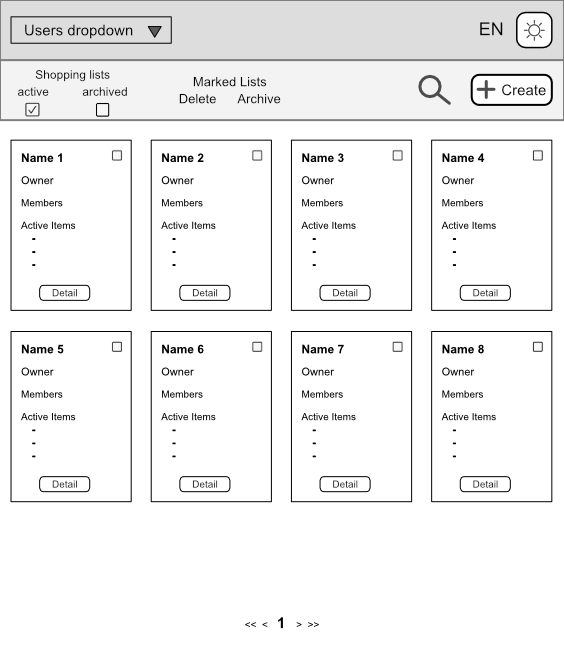 Users dropdown
EN
Shopping lists
active archived
Marked Lists
Delete Archive
Create
Name 1
Owner
Members
Active Items
-
-
-
Detail
Name 2
Owner
Members
Active Items
-
-
-
Detail
Name 3
Owner
Members
Active Items
-
-
-
Detail
Name 4
Owner
Members
Active Items
-
-
-
Detail
Name 5
Owner
Members
Active Items
-
-
-
Detail
Name 6
Owner
Members
Active Items
-
-
-
Detail
Name 7
Owner
Members
Active Items
-
-
-
Detail
Name 8
Owner
Members
Active Items
-
-
-
Detail
<< < 1 > >>